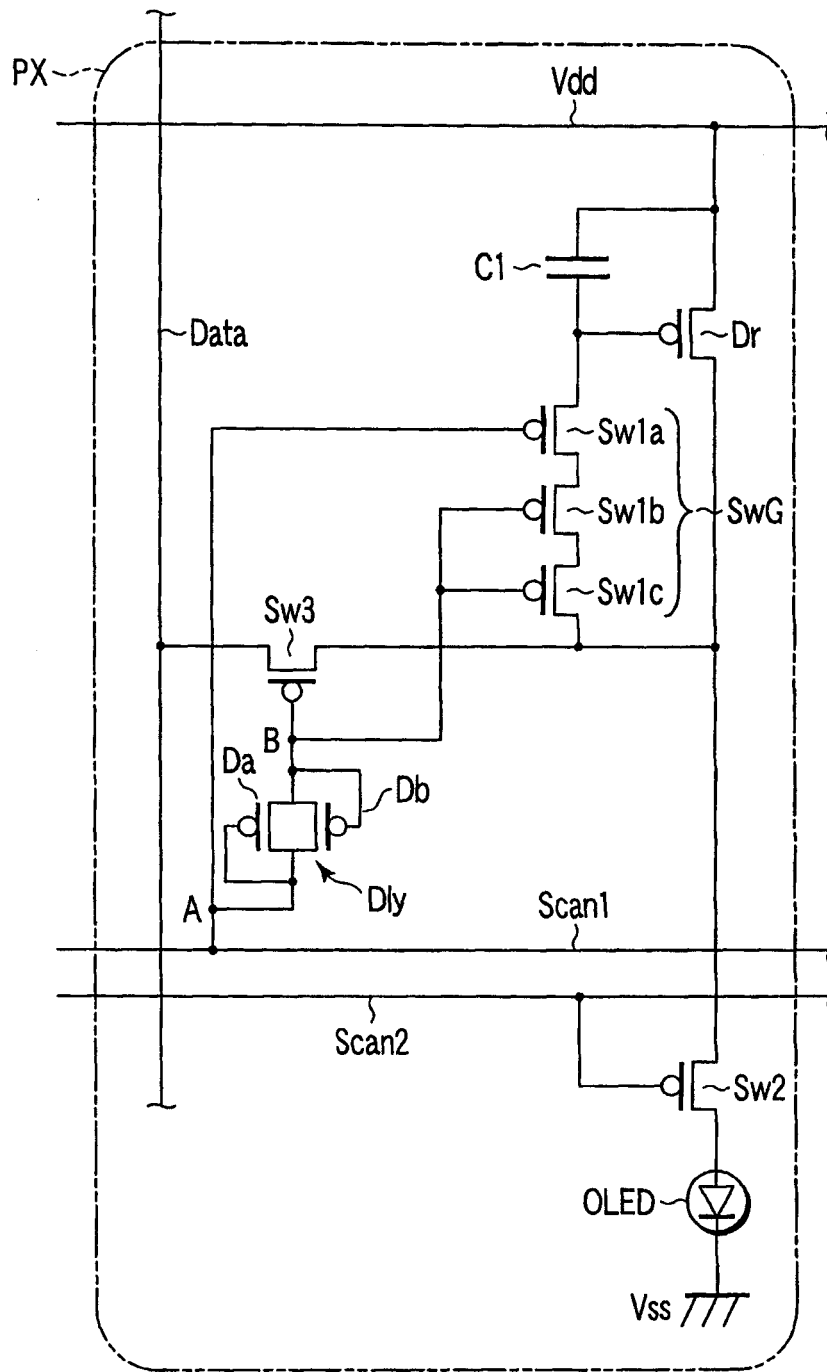 PX
Vdd
C1
Data
Dr
Sw1a
Sw1b
SwG
Sw1c
Sw3
B
Da
Db
A
Dly
Scan1
Scan2
Sw2
OLED
Vss